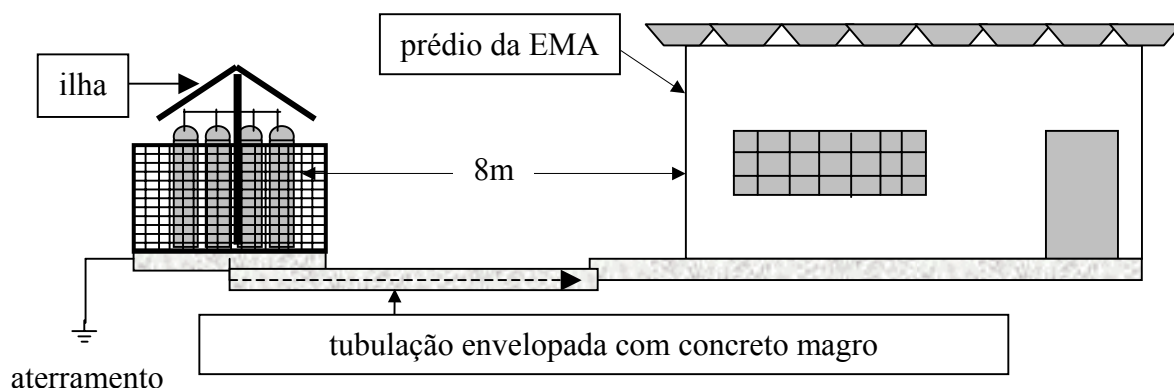 prédio da EMA
ilha
8m
tubulação envelopada com concreto magro
aterramento